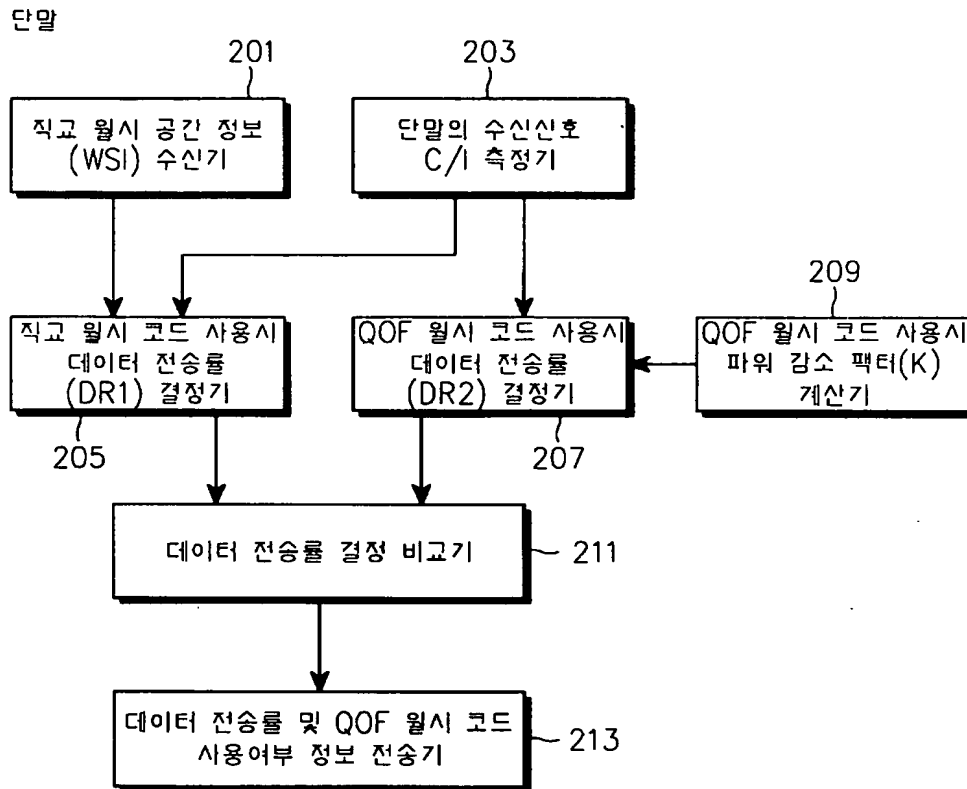 단말
201
203
직교 월시 공간 정보
(WSI) 수신기
단말의 수신신호
C/I 측정기
209
직교 월시 코드 사용시
데이터 전송률
(DR1) 결정기
QOF 월시 코드 사용시
데이터 전송률
(DR2) 결정기
QOF 월시 코드 사용시
파워 감소 팩터(K)
계산기
205
207
데이터 전송률 결정 비교기
211
데이터 전송률 및 QOF 월시 코드
사용여부 정보 전송기
213